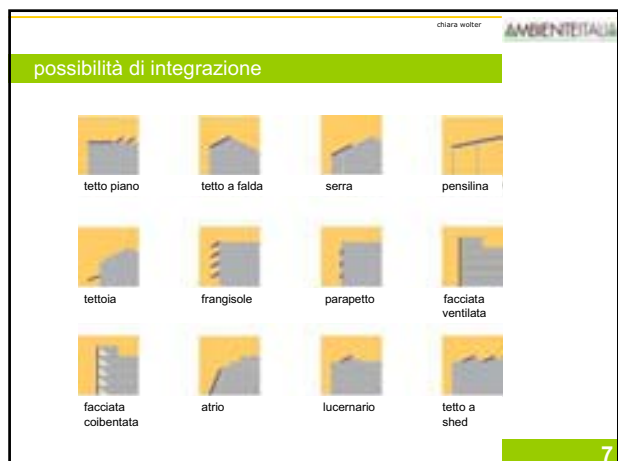 chiara wolter
AMBIENTEITALIA
possibilità di integrazione
tetto piano
tetto a falda
serra
pensilina
tettoia
frangisole
parapetto
facciata
ventilata
facciata
coibentata
atrio
lucernario
tetto a
shed
7